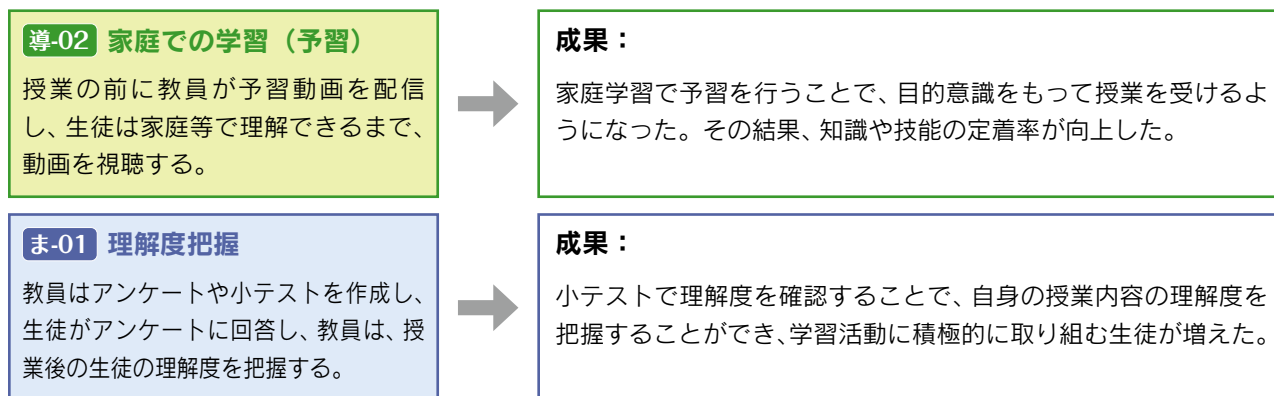 導-02 家庭での学習（予習）
授業の前に教員が予習動画を配信
し、生徒は家庭等で理解できるまで、
動画を視聴する。
成果：
家庭学習で予習を行うことで、目的意識をもって授業を受けるよ
うになった。その結果、知識や技能の定着率が向上した。
ま-01 理解度把握
教員はアンケートや小テストを作成し、
生徒がアンケートに回答し、教員は、授
業後の生徒の理解度を把握する。
成果：
小テストで理解度を確認することで、自身の授業内容の理解度を
把握することができ、学習活動に積極的に取り組む生徒が増えた。